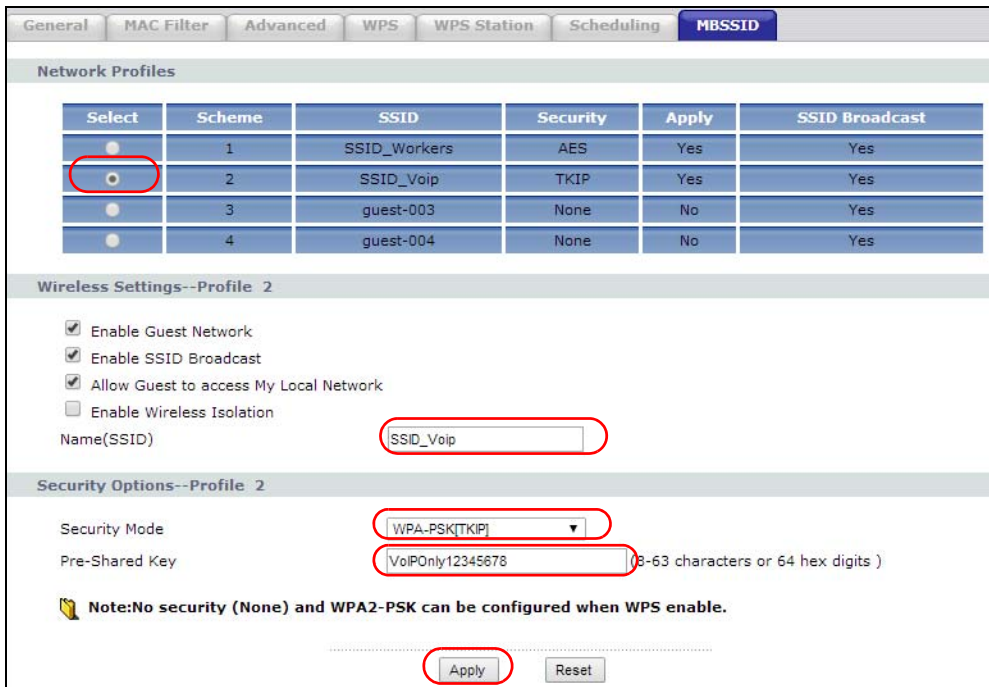 General MAC Filter Advanced WPS WPS Station Scheduling MBSSID
Network Profiles
Select Scheme SSID Security Apply SSID Broadcast
1 SSID_Workers AES Yes Yes
2 SSID_Voip TKIP Yes Yes
3 guest-003 None No Yes
4 guest-004 None No Yes
Wireless Settings--Profile 2
Enable Guest Network
Enable SSID Broadcast
Allow Guest to access My Local Network
Enable Wireless Isolation
Name(SSID) SSID_Voip
Security Options--Profile 2
Security Mode WPA-PSK[TKIP]
Pre-Shared Key VoIPOnly12345678 (8-63 characters or 64 hex digits )
Note:No security (None) and WPA2-PSK can be configured when WPS enable.
Apply Reset